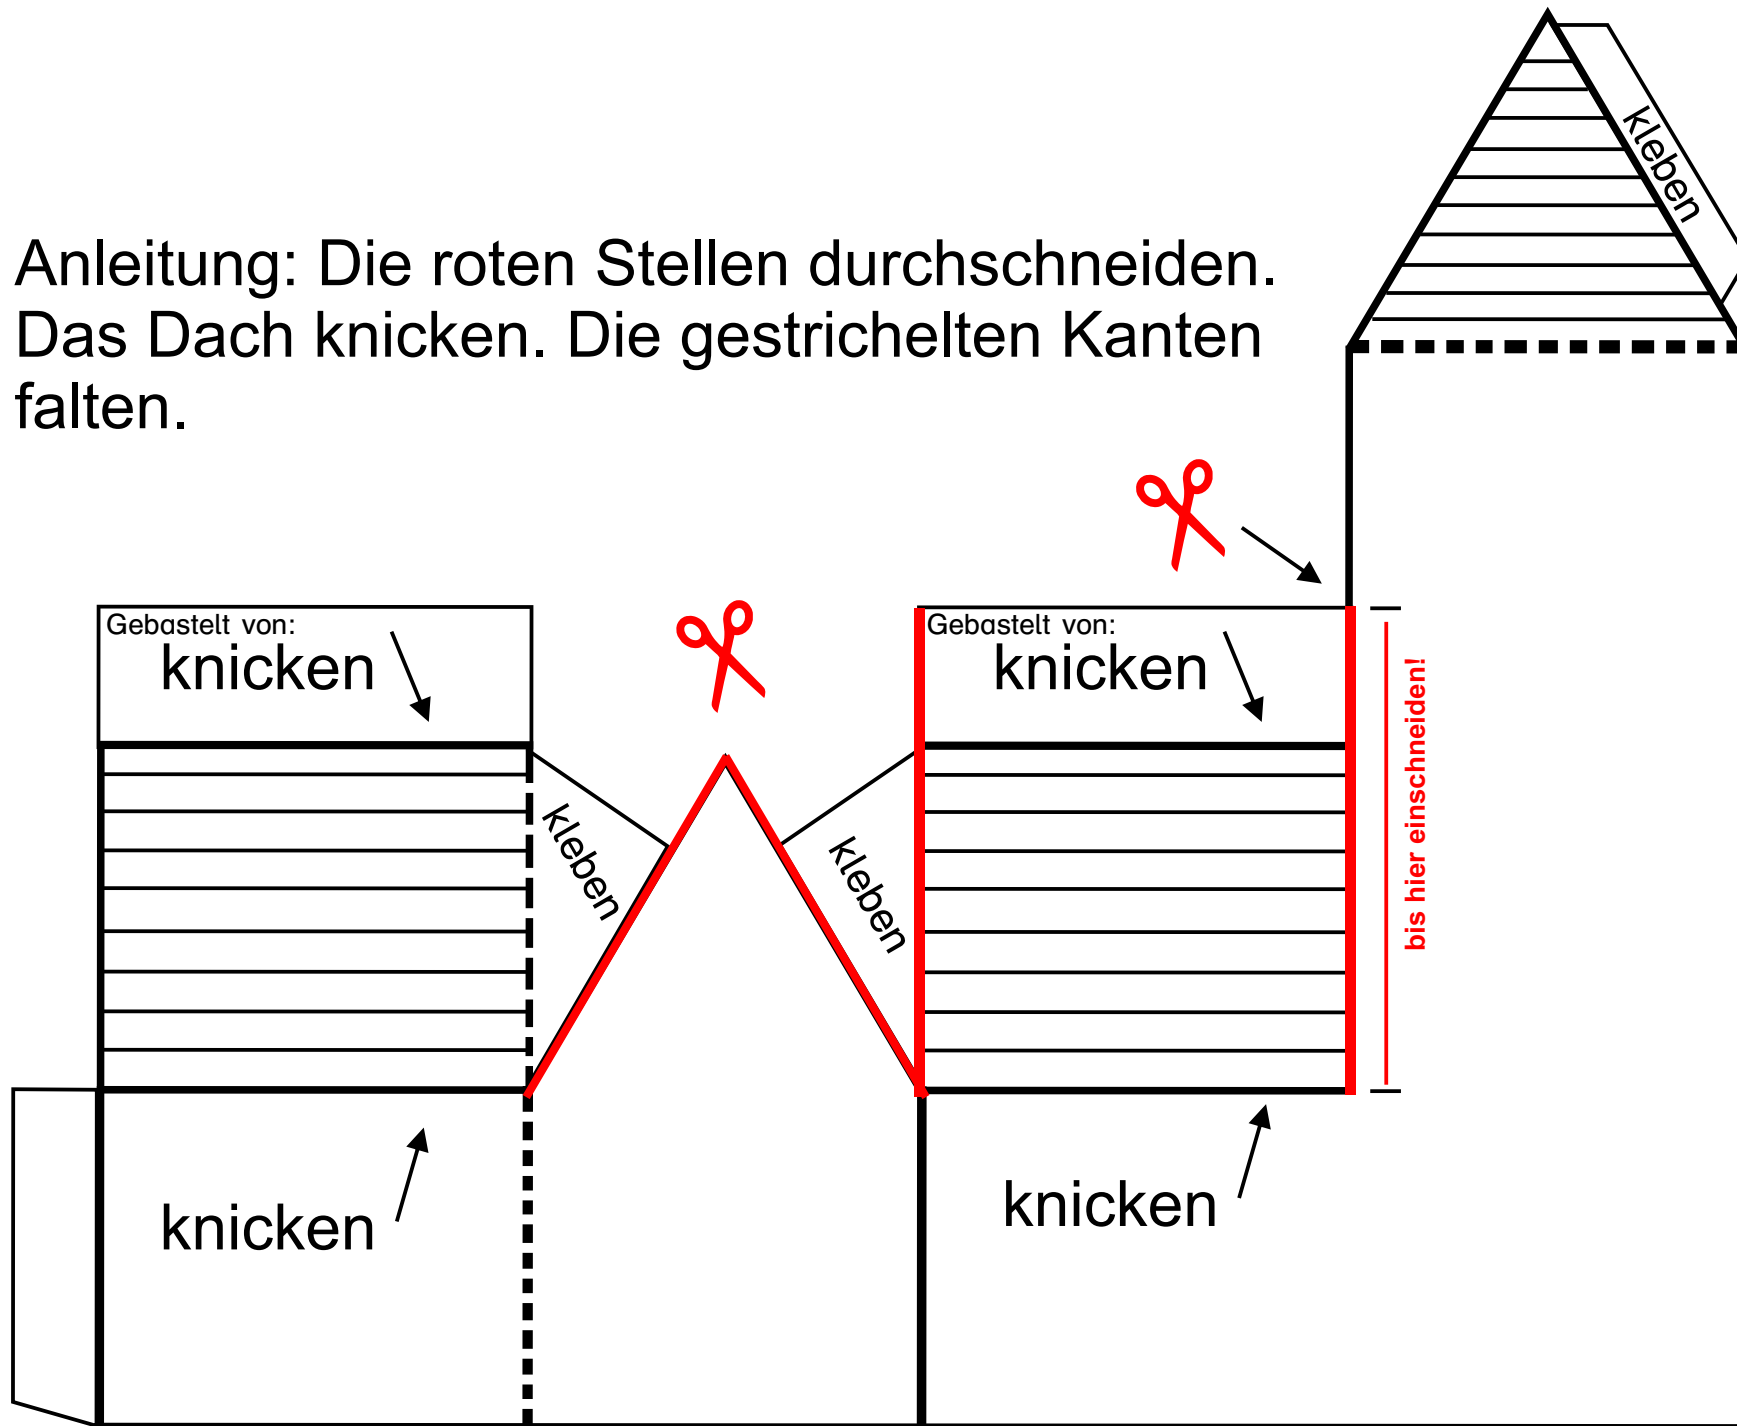 kleben
Anleitung: Die roten Stellen durchschneiden.
Das Dach knicken. Die gestrichelten Kanten
falten.
Gebastelt von:
knicken
Gebastelt von:
knicken
bis hier einschneiden!
kleben
kleben
knicken
knicken